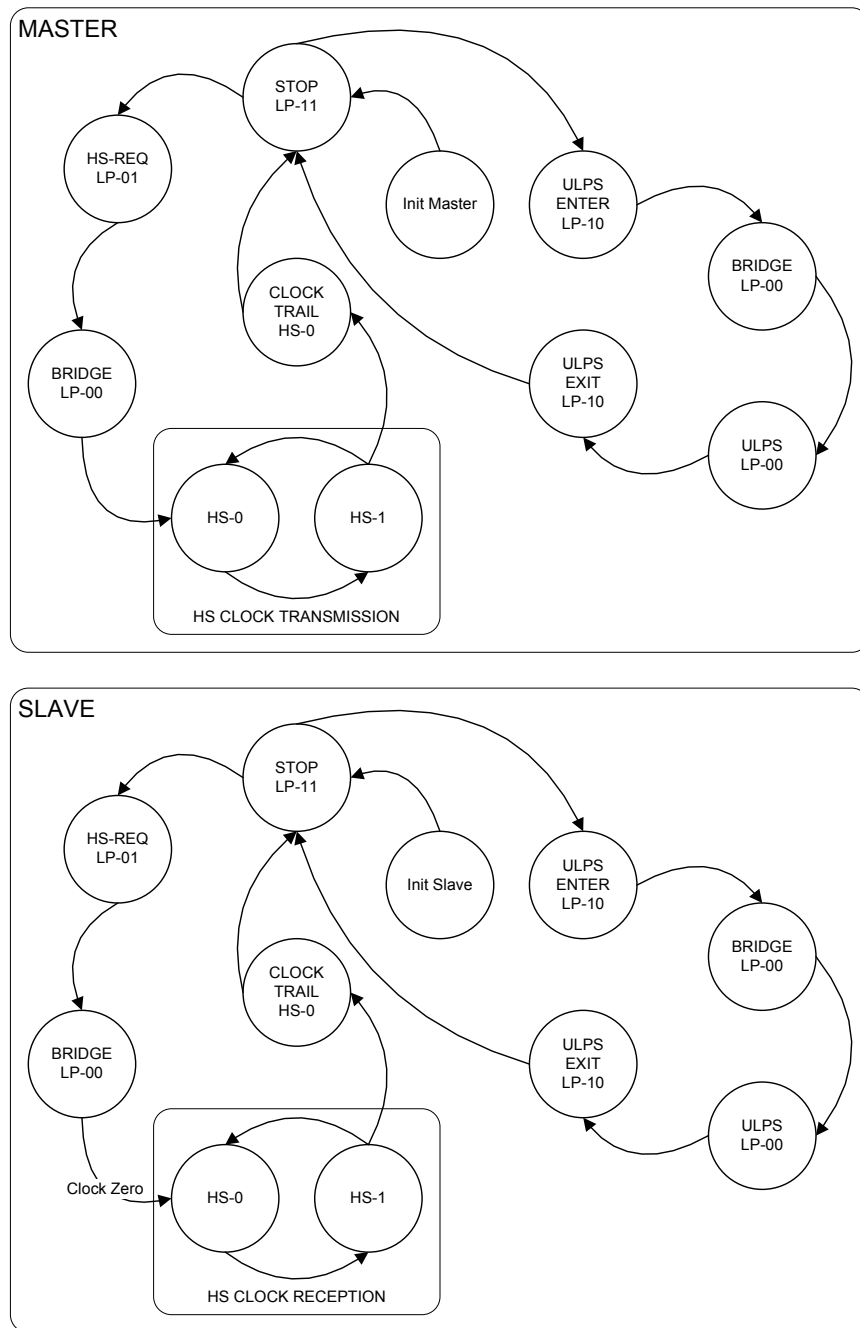 MASTER
STOP
LP-11
HS-REQ
LP-01
Init Master
ULPS
ENTER
LP-10
BRIDGE
LP-00
CLOCK
TRAIL
HS-0
BRIDGE
LP-00
ULPS
EXIT
LP-10
ULPS
LP-00
HS-0
HS-1
HS CLOCK TRANSMISSION
SLAVE
STOP
LP-11
HS-REQ
LP-01
Init Slave
ULPS
ENTER
LP-10
BRIDGE
LP-00
CLOCK
TRAIL
HS-0
BRIDGE
LP-00
ULPS
EXIT
LP-10
ULPS
LP-00
Clock Zero
HS-0
HS-1
HS CLOCK RECEPTION